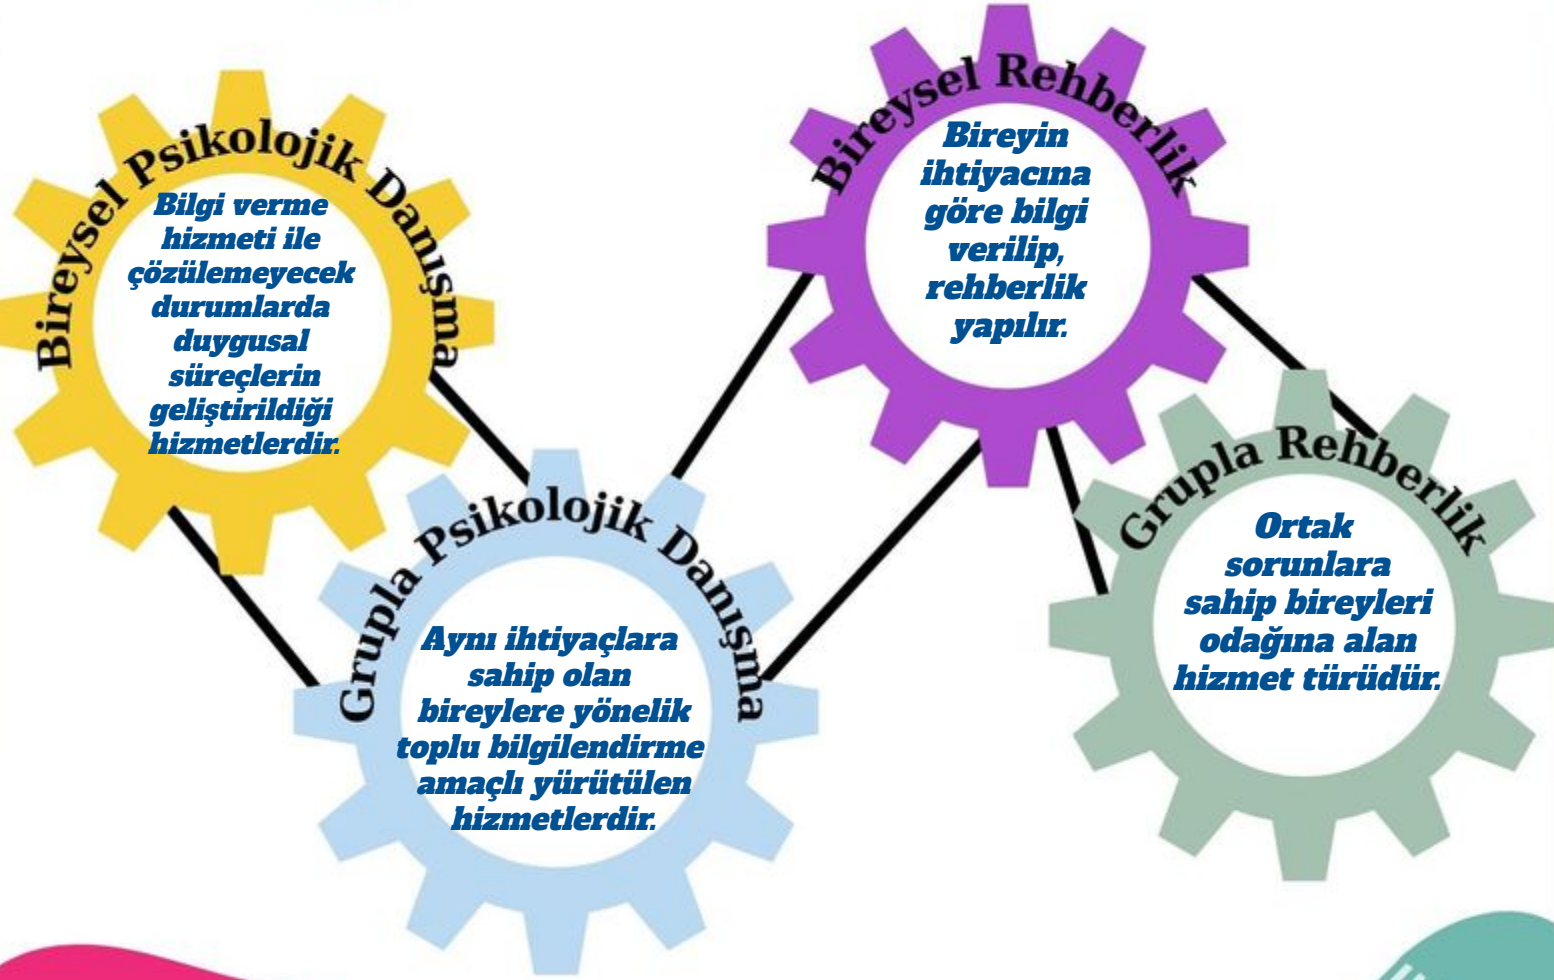 Bireysel Psikolojik Danışma
Bilgi verme
hizmeti ile
çözülemeyecek
durumlarda
duygusal
süreçlerin
geliştirildiği
hizmetlerdir.
Grupla Psikolojik Danışma
Aynı ihtiyaçlara
sahip olan
bireylere yönelik
toplu bilgilendirme
amaçlı yürütülen
hizmetlerdir.
Bireysel Rehberlik
Bireyin
ihtiyacına
göre bilgi
verilip,
rehberlik
yapılır.
Grupla Rehberlik
Ortak
sorunlara
sahip bireyleri
odağına alan
hizmet türüdür.